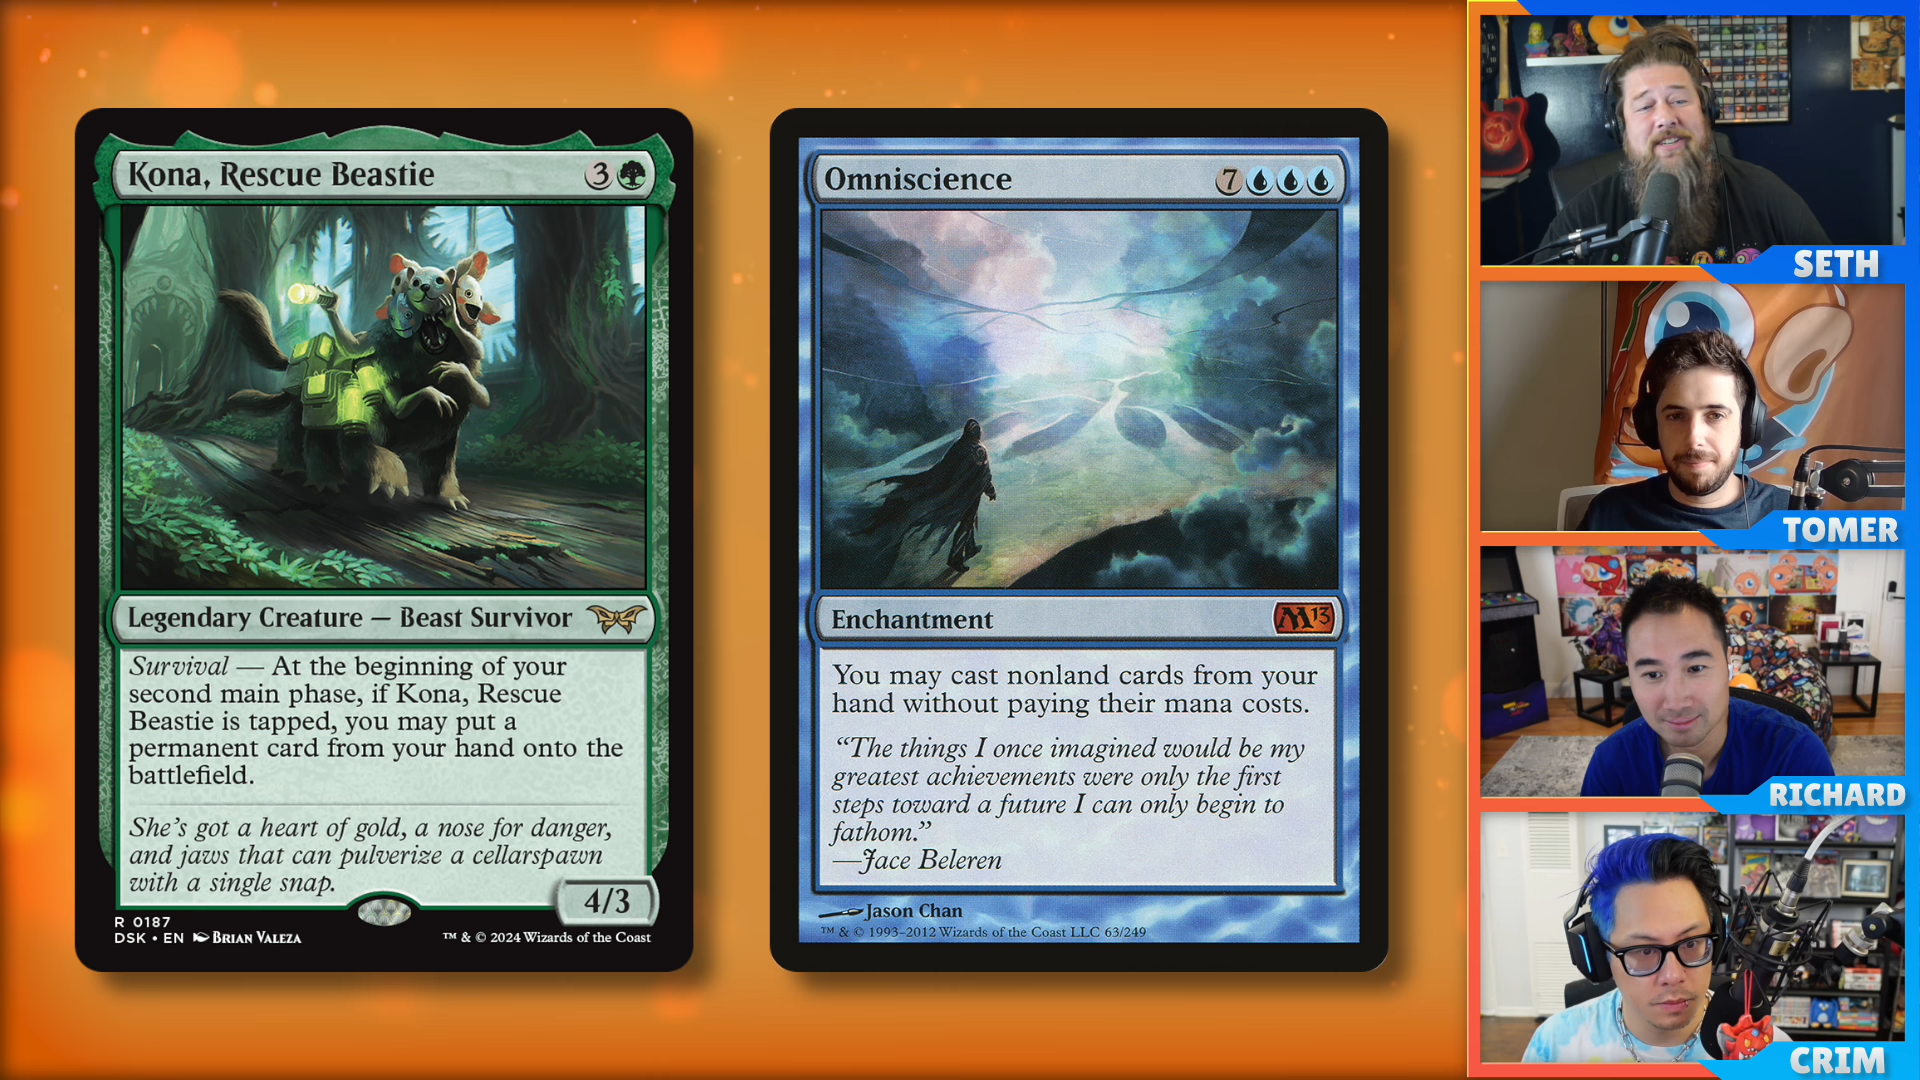 Kona, Rescue Beastie 3
Legendary Creature — Beast Survivor
Survival — At the beginning of your
second main phase, if Kona, Rescue
Beastie is tapped, you may put a
permanent card from your hand onto the
battlefield.
She's got a heart of gold, a nose for danger,
and jaws that can pulverize a cellarspawn
with a single snap.
4/3
R 0187
DSK • EN Brian Valeza
™ & © 2024 Wizards of the Coast
Omniscience 7
Enchantment M13
You may cast nonland cards from your
hand without paying their mana costs.
“The things I once imagined would be my
greatest achievements were only the first
steps toward a future I can only begin to
fathom.”
—Jace Beleren
Jason Chan
™ & © 1993–2012 Wizards of the Coast LLC 63/249
SETH
TOMER
RICHARD
CRIM